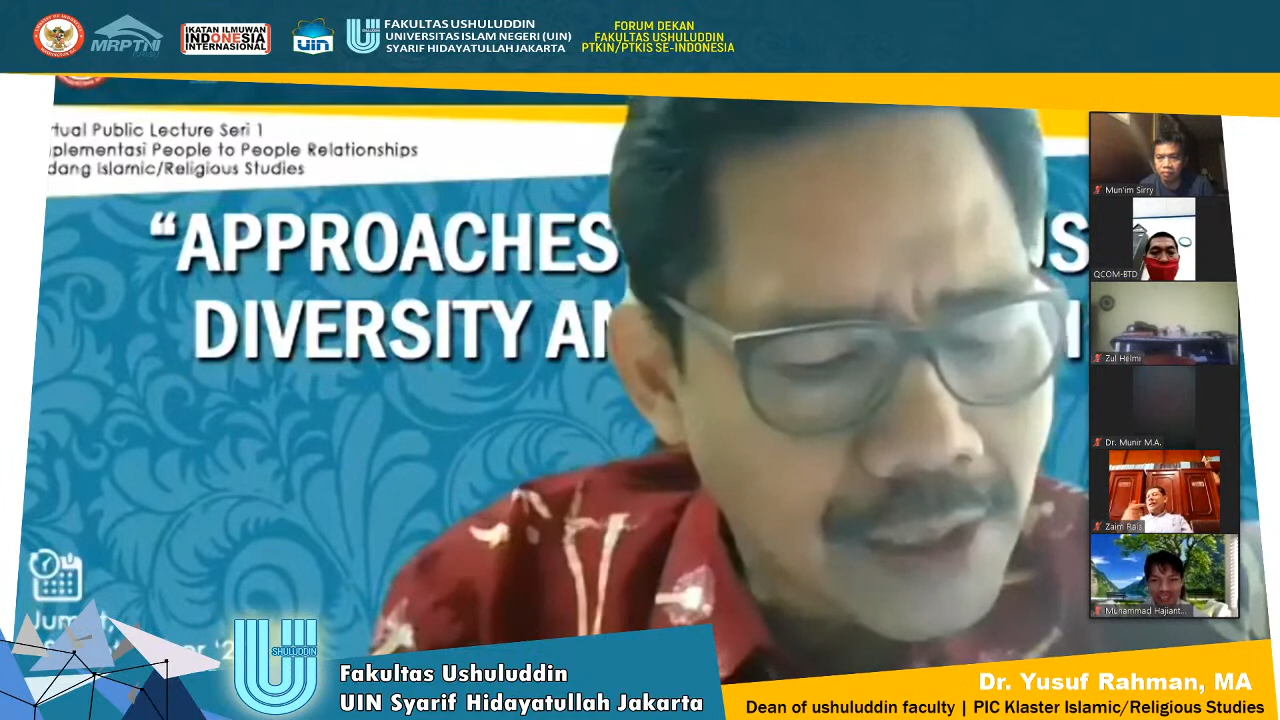 MRPTNI
IKATAN ILMUWAN
INDONESIA
INTERNASIONAL
uin
FAKULTAS USHULUDDIN
UNIVERSITAS ISLAM NEGERI (UIN)
SYARIF HIDAYATULLAH JAKARTA
FORUM DEKAN
FAKULTAS USHULUDDIN
PTKIN/PTKIS SE-INDONESIA
Public Lecture Seri 1
People to People Relationships
Islamic/Religious Studies
“APPROACHES
DIVERSITY
Mun'im Sirry
QCOM-BTD
Zul Helmi
Dr. Munir M.A.
Zaim Rais
Muhammad Hajiant...
USHULUDDIN
Fakultas Ushuluddin
UIN Syarif Hidayatullah Jakarta
Dr. Yusuf Rahman, MA
Dean of ushuluddin faculty | PIC Klaster Islamic/Religious Studies